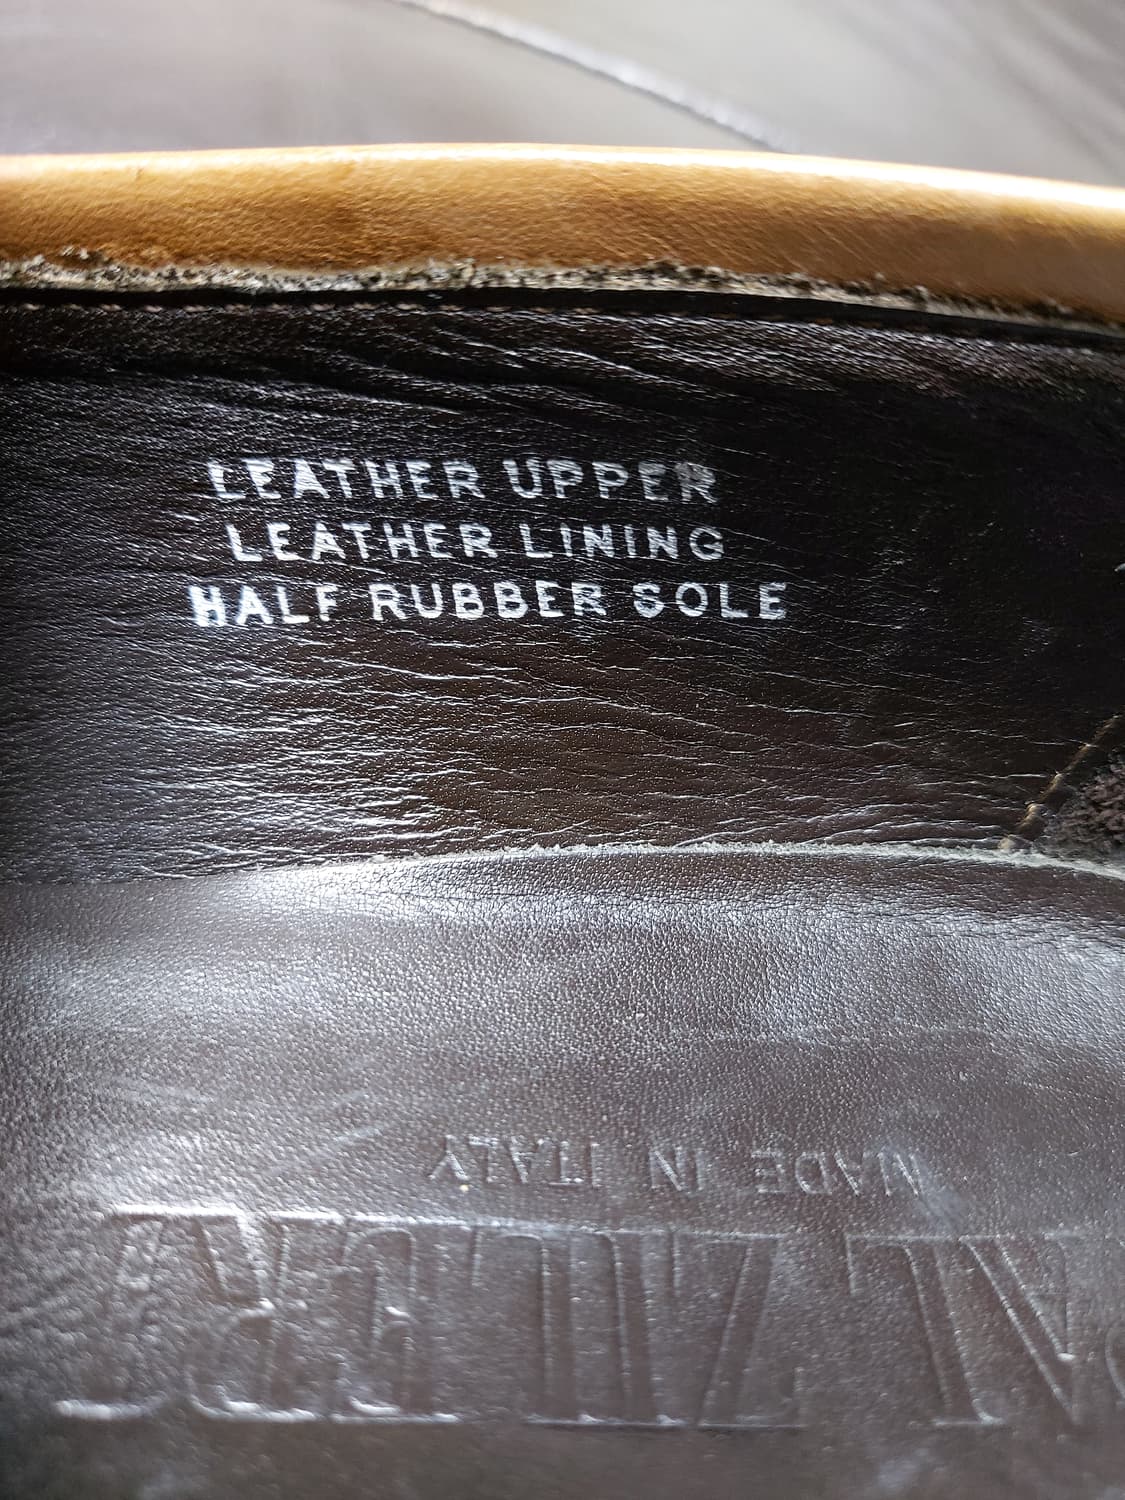 LEATHER UPPER
LEATHER LINING
HALF RUBBER SOLE
MADE IN ITALY